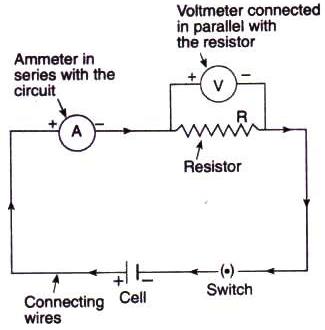 Voltmeter connected
in parallel with
the resistor
Ammeter in
series with the
circuit
+ V −
+ A −
R
Resistor
+ −
(•)
Connecting
wires
Cell
Switch